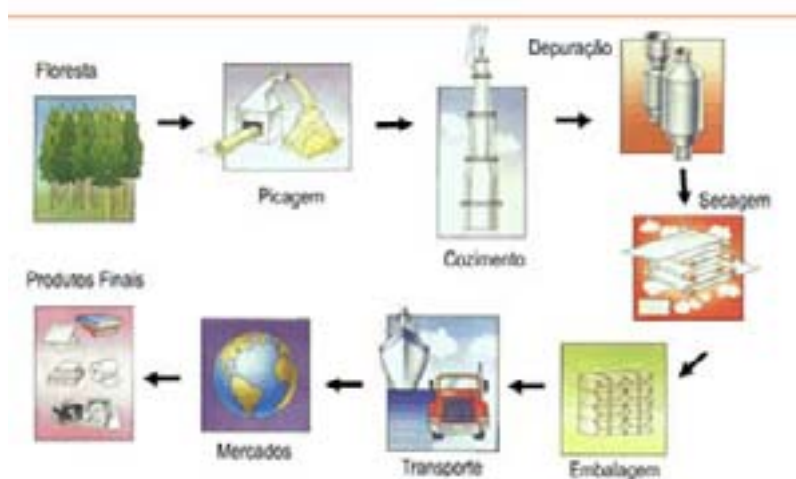 Floresta
Picagem
Cozimento
Depuração
Secagem
Embalagem
Transporte
Mercados
Produtos Finais